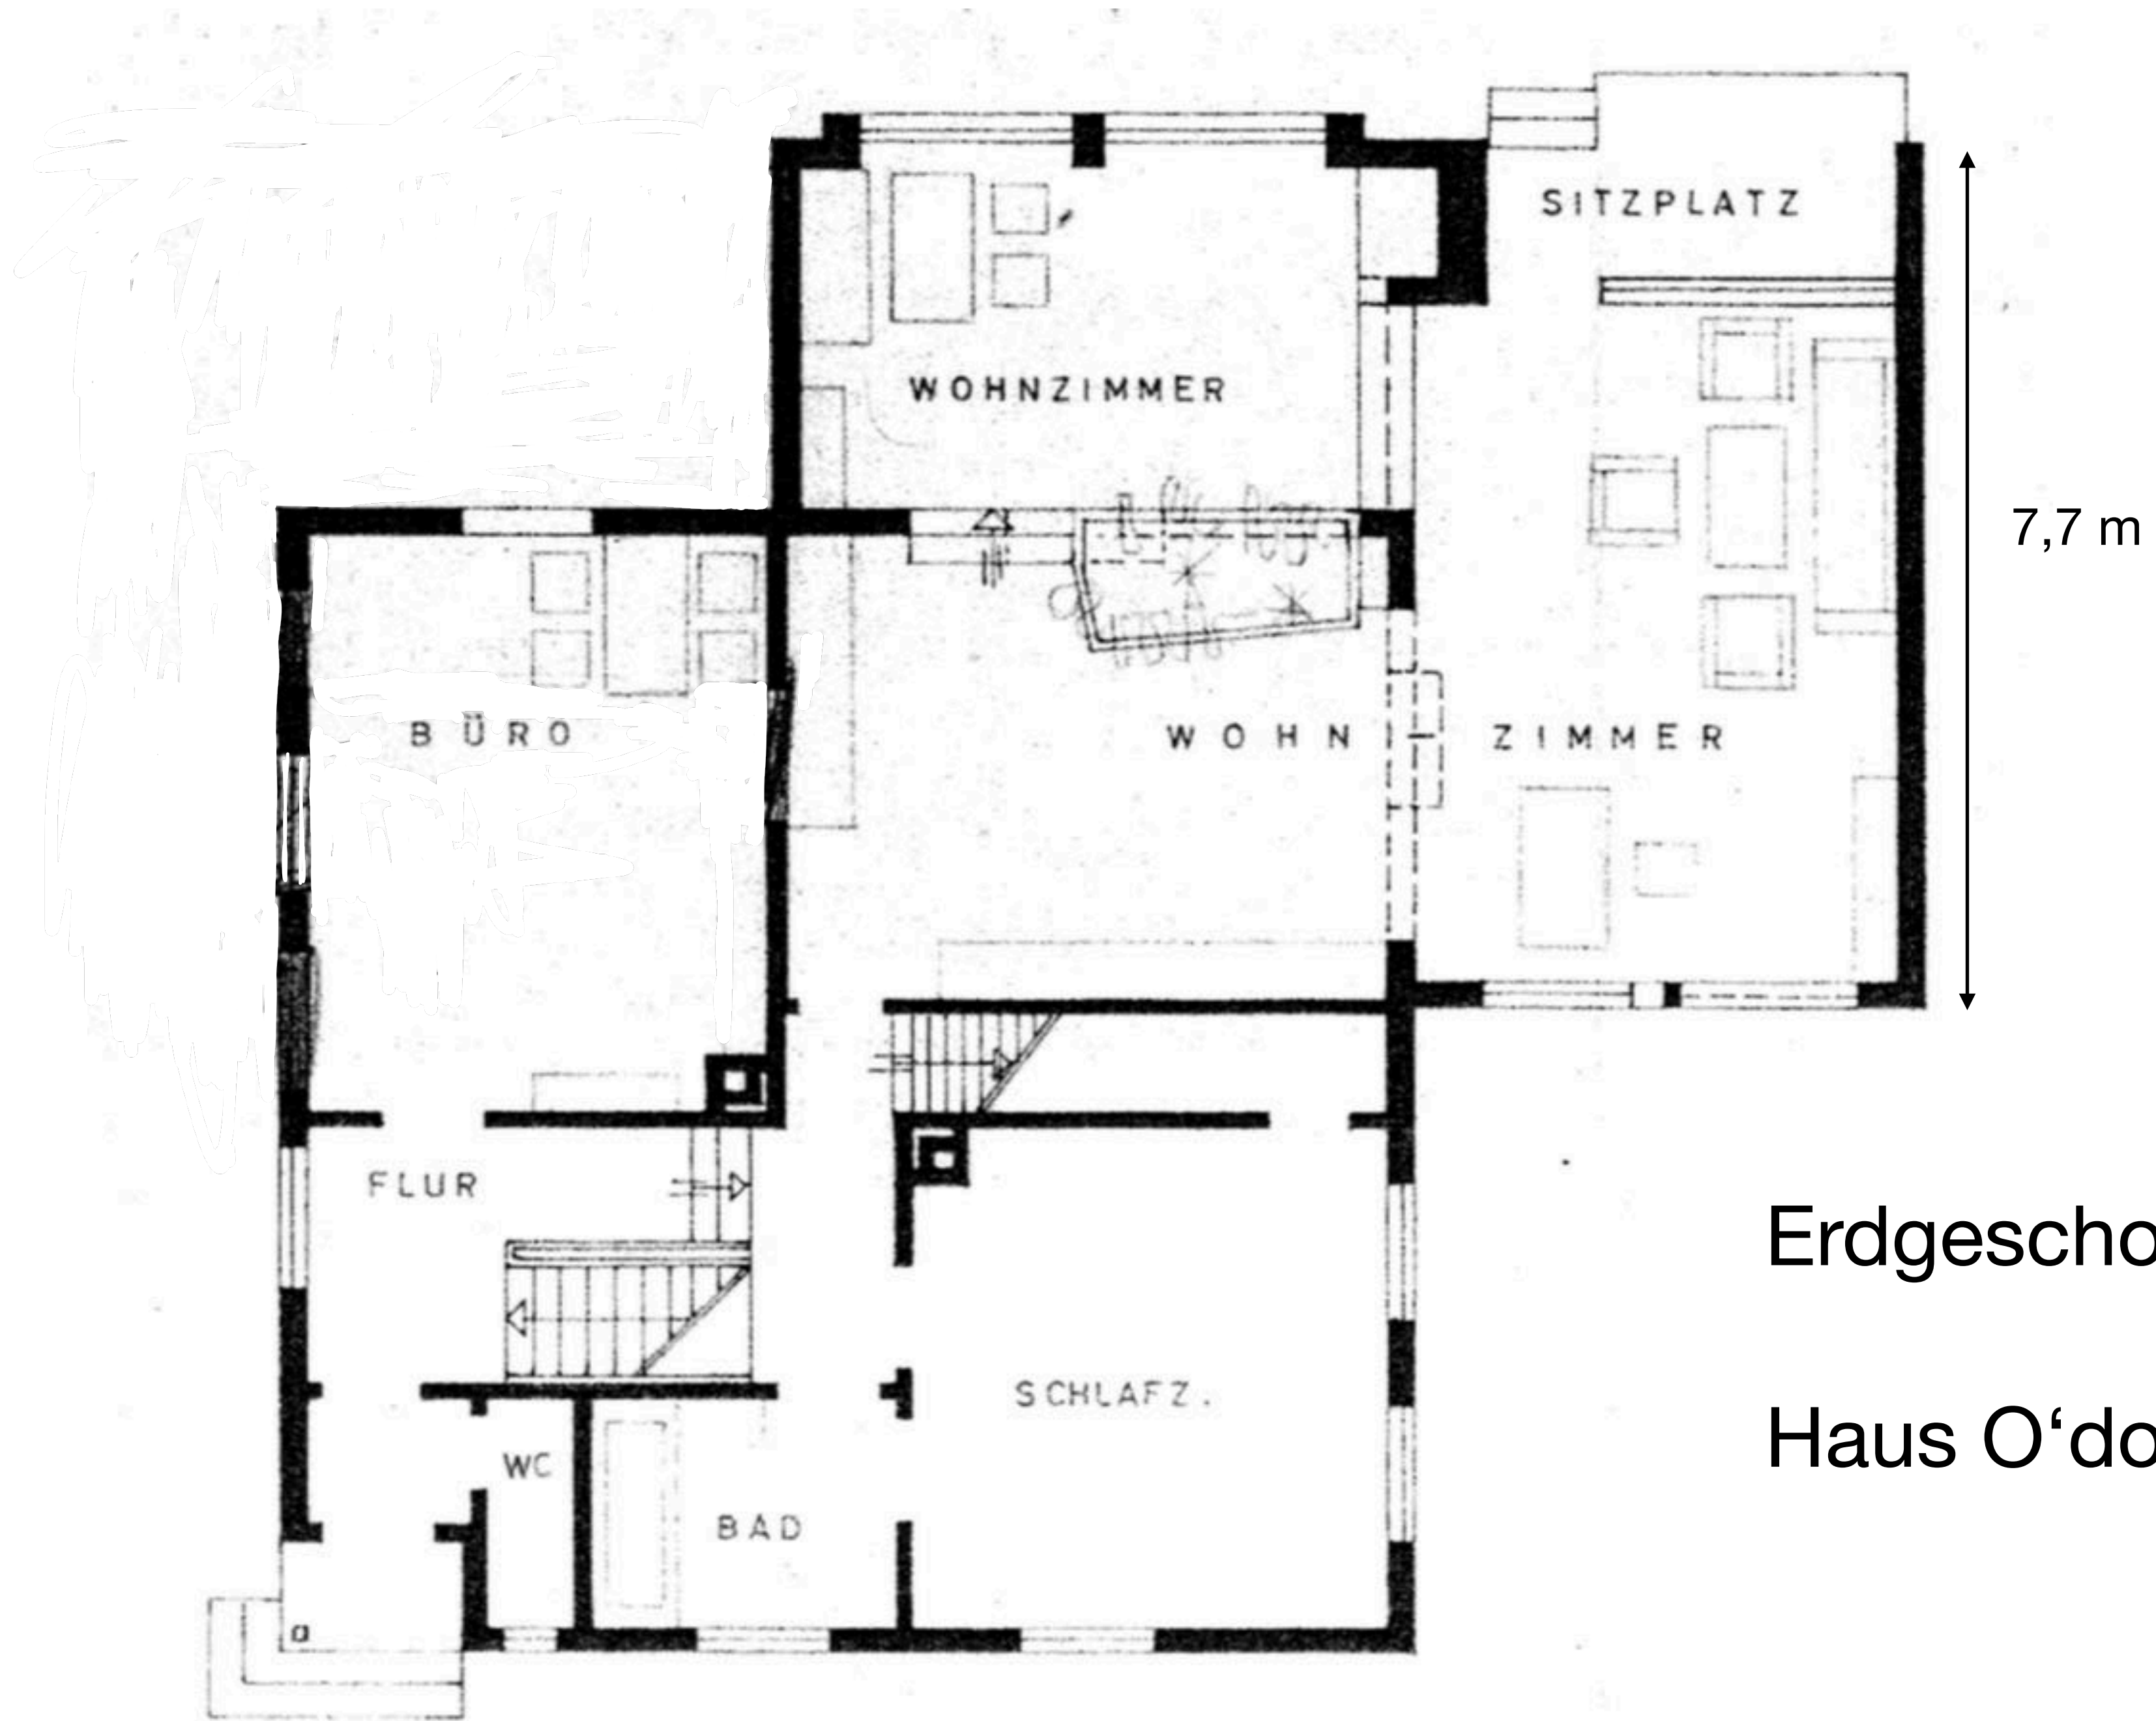 SITZPLATZ
WOHNZIMMER
7,7 m
BÜRO
WOHN ZIMMER
FLUR
Erdgescho
SCHLAFZ.
Haus O‘do
WC
BAD